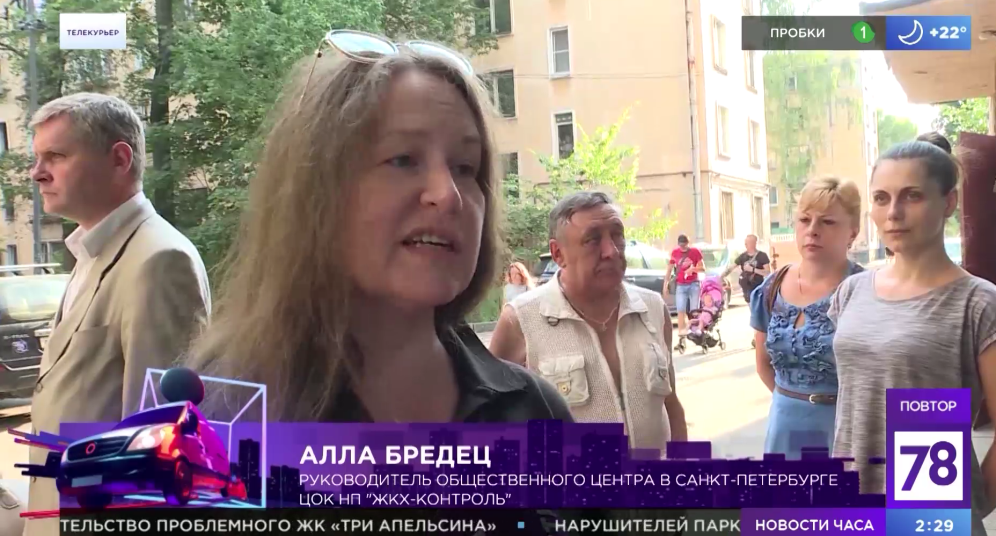 ТЕЛЕКУРЬЕР
ПРОБКИ 1 +22°
ПОВТОР
78
АЛЛА БРЕДЕЦ
РУКОВОДИТЕЛЬ ОБЩЕСТВЕННОГО ЦЕНТРА В САНКТ-ПЕТЕРБУРГЕ
ЦОК НП "ЖКХ-КОНТРОЛЬ"
ТЕЛЬСТВО ПРОБЛЕМНОГО ЖК «ТРИ АПЕЛЬСИНА» ▪ НАРУШИТЕЛЕЙ ПАРК НОВОСТИ ЧАСА 2:29